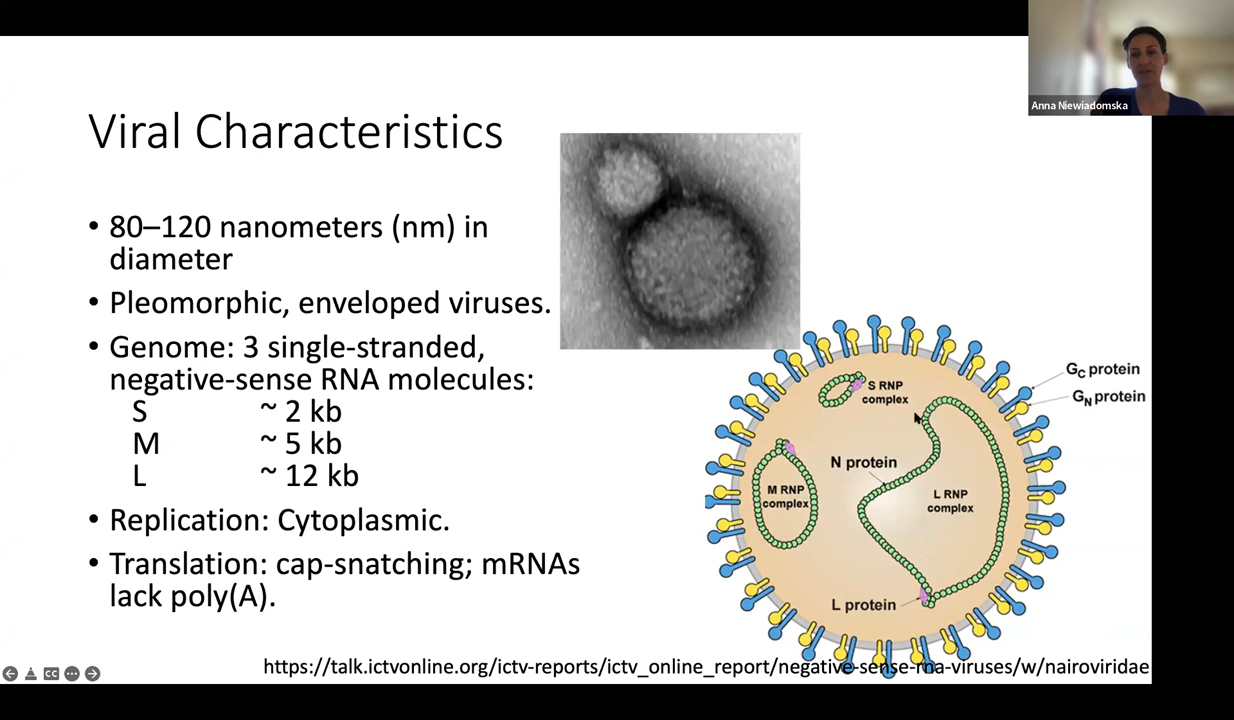 Anna Niewiadomska
Viral Characteristics
• 80–120 nanometers (nm) in
diameter
• Pleomorphic, enveloped viruses.
• Genome: 3 single-stranded,
negative-sense RNA molecules:
S ~ 2 kb
M ~ 5 kb
L ~ 12 kb
• Replication: Cytoplasmic.
• Translation: cap-snatching; mRNAs
lack poly(A).
GC protein
GN protein
S RNP
complex
N protein
M RNP
complex
L RNP
complex
L protein
https://talk.ictvonline.org/ictv-reports/ictv_online_report/negative-sense-rna-viruses/w/nairoviridae
CC